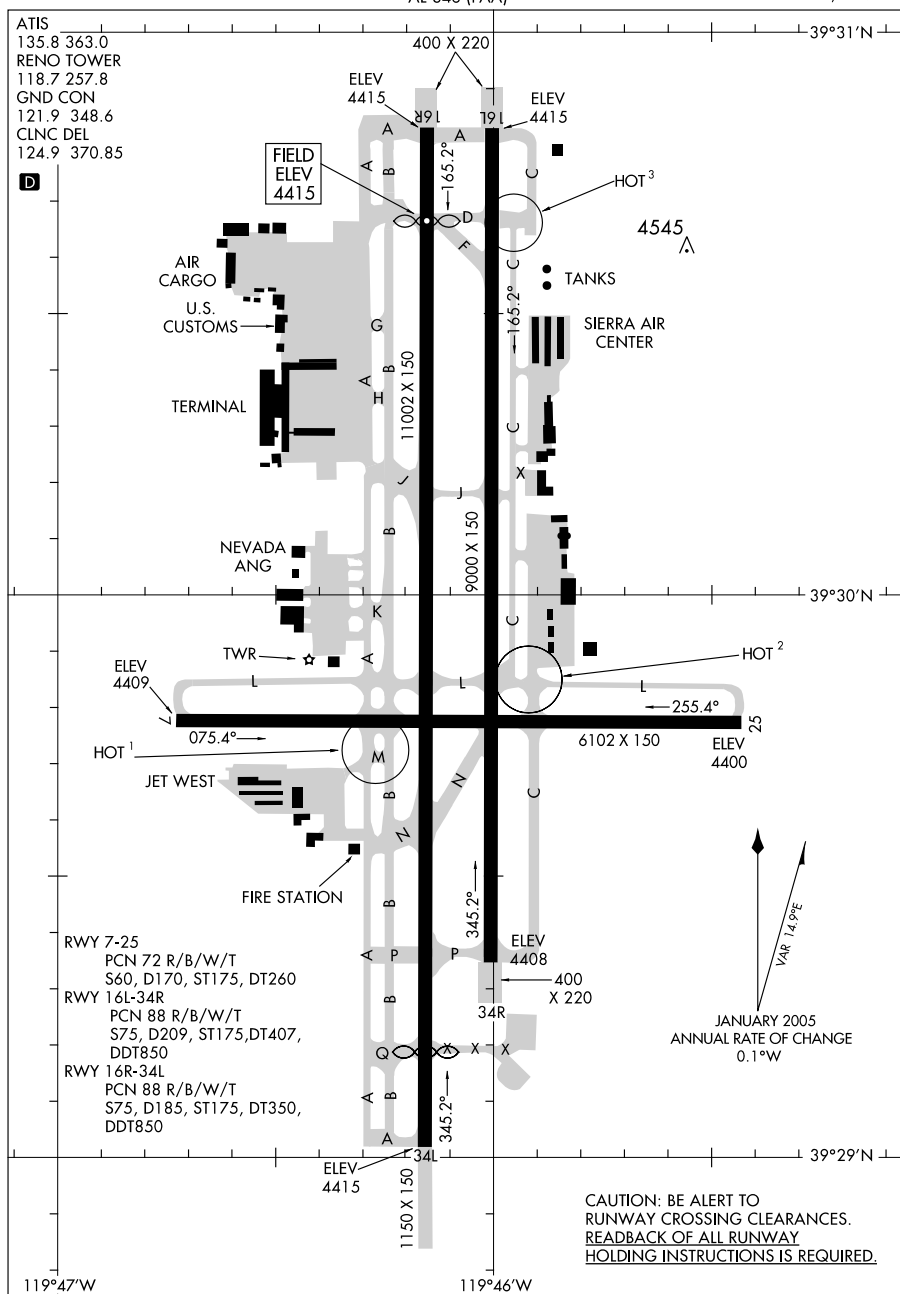 AL-346 (FAA)
ATIS
135.8 363.0
RENO TOWER
118.7 257.8
GND CON
121.9 348.6
CLNC DEL
124.9 370.85
D
39°31'N
400 X 220
ELEV
4415
16R
16L
ELEV
4415
A
A
A
B
C
165.2°
FIELD
ELEV
4415
HOT 3
D
F
4545
C
AIR
CARGO
TANKS
U.S.
CUSTOMS
165.2°
SIERRA AIR
CENTER
G
B
A
H
11002 X 150
TERMINAL
C
J
X
J
B
9000 X 150
NEVADA
ANG
39°30'N
K
C
TWR
A
HOT 2
ELEV
4409
L
L
L
7
255.4°
25
075.4°
6102 X 150
ELEV
4400
HOT 1
M
JET WEST
N
B
C
N
FIRE STATION
345.2°
B
RWY 7-25
PCN 72 R/B/W/T
S60, D170, ST175, DT260
RWY 16L-34R
PCN 88 R/B/W/T
S75, D209, ST175,DT407,
DDT850
RWY 16R-34L
PCN 88 R/B/W/T
S75, D185, ST175, DT350,
DDT850
A
P
P
ELEV
4408
400
X 220
B
34R
VAR 14.9°E
JANUARY 2005
ANNUAL RATE OF CHANGE
0.1°W
Q
X
X
X
A
B
345.2°
A
34L
ELEV
4415
39°29'N
1150 X 150
CAUTION: BE ALERT TO
RUNWAY CROSSING CLEARANCES.
READBACK OF ALL RUNWAY
HOLDING INSTRUCTIONS IS REQUIRED.
119°47'W
119°46'W